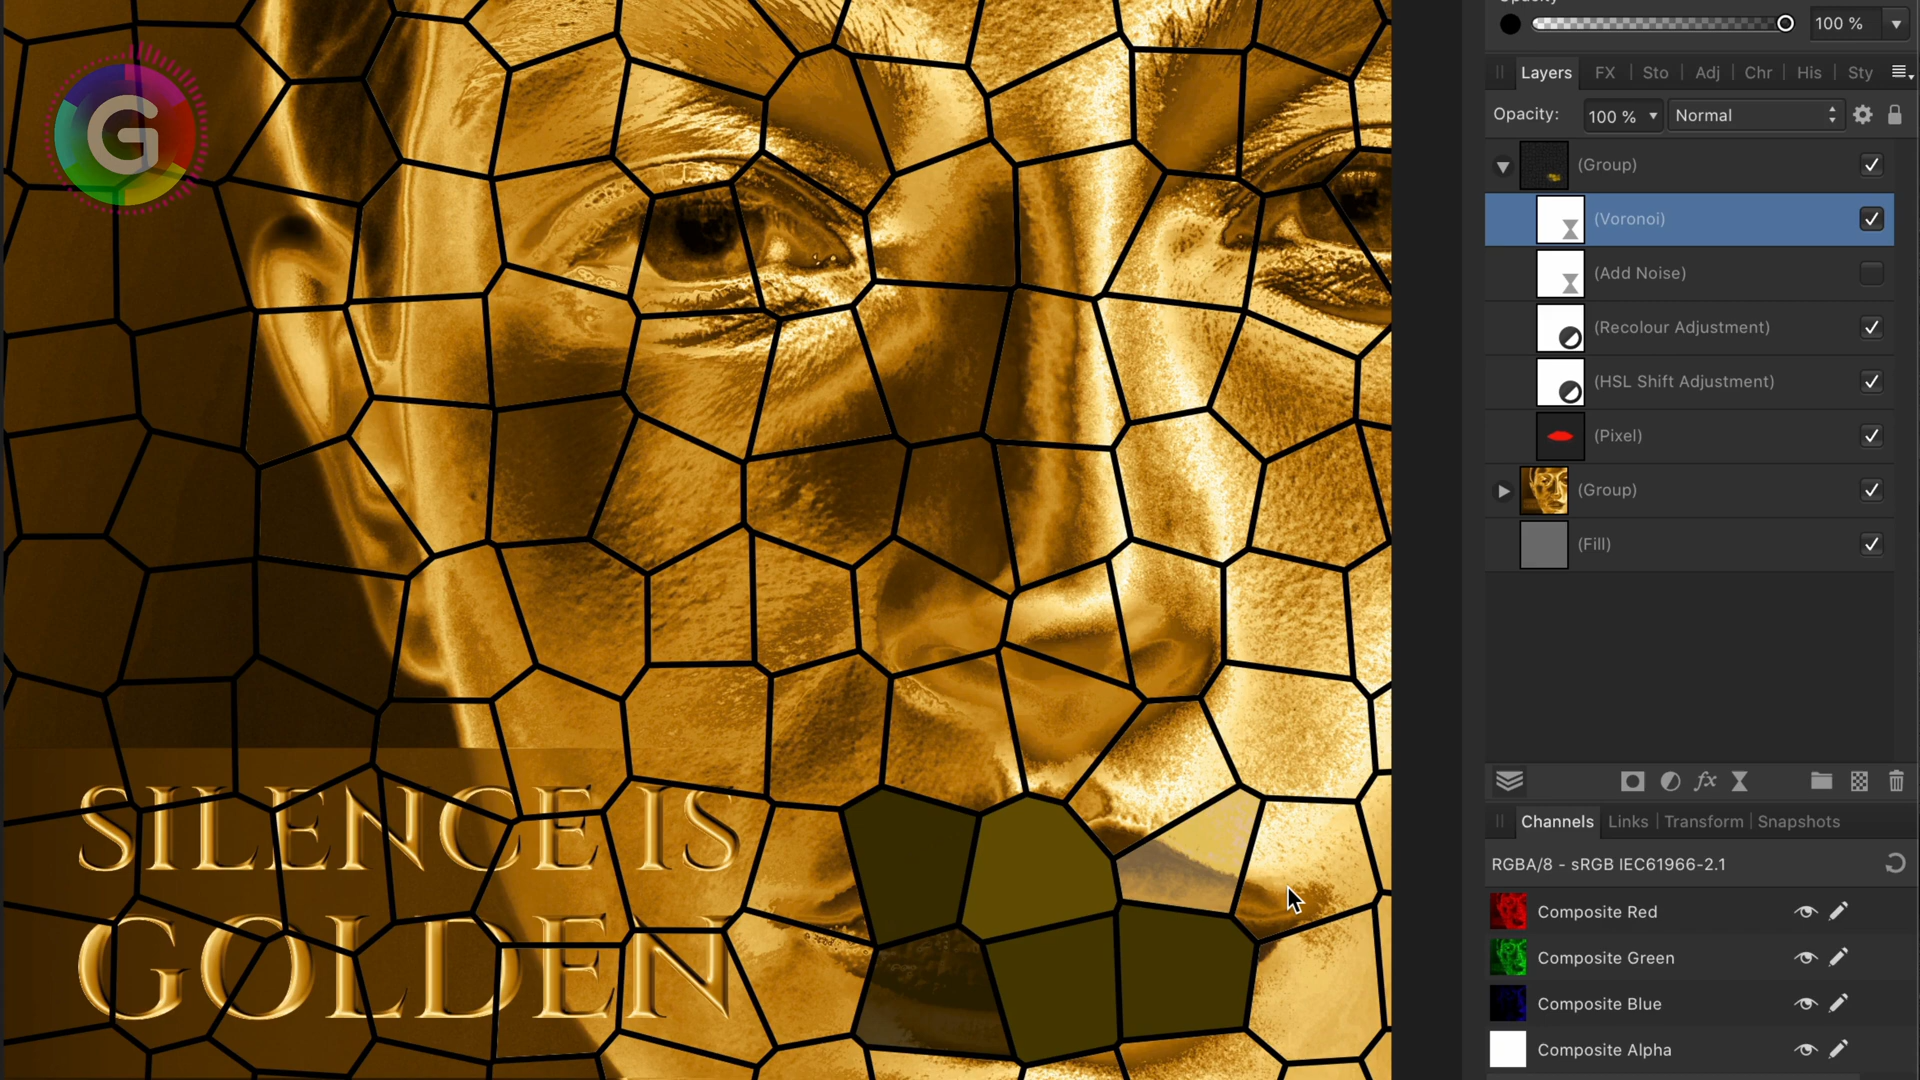 G
SILENCE IS
GOLDEN
100 %
Layers
FX
Sto
Adj
Chr
His
Sty
Opacity:
100 %
Normal
(Group)
(Voronoi)
(Add Noise)
(Recolour Adjustment)
(HSL Shift Adjustment)
(Pixel)
(Group)
(Fill)
fx
Channels
Links
Transform
Snapshots
RGBA/8 - sRGB IEC61966-2.1
Composite Red
Composite Green
Composite Blue
Composite Alpha